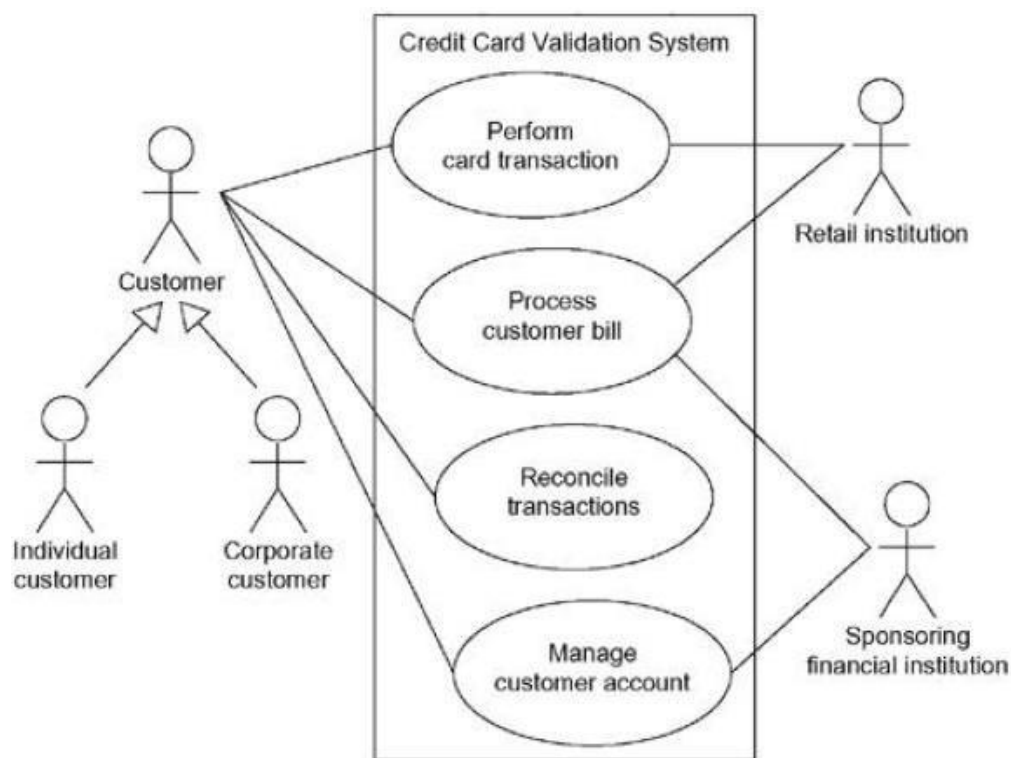 Credit Card Validation System
Perform
card transaction
Retail institution
Customer
Process
customer bill
Reconcile
transactions
Individual
customer
Corporate
customer
Manage
customer account
Sponsoring
financial institution